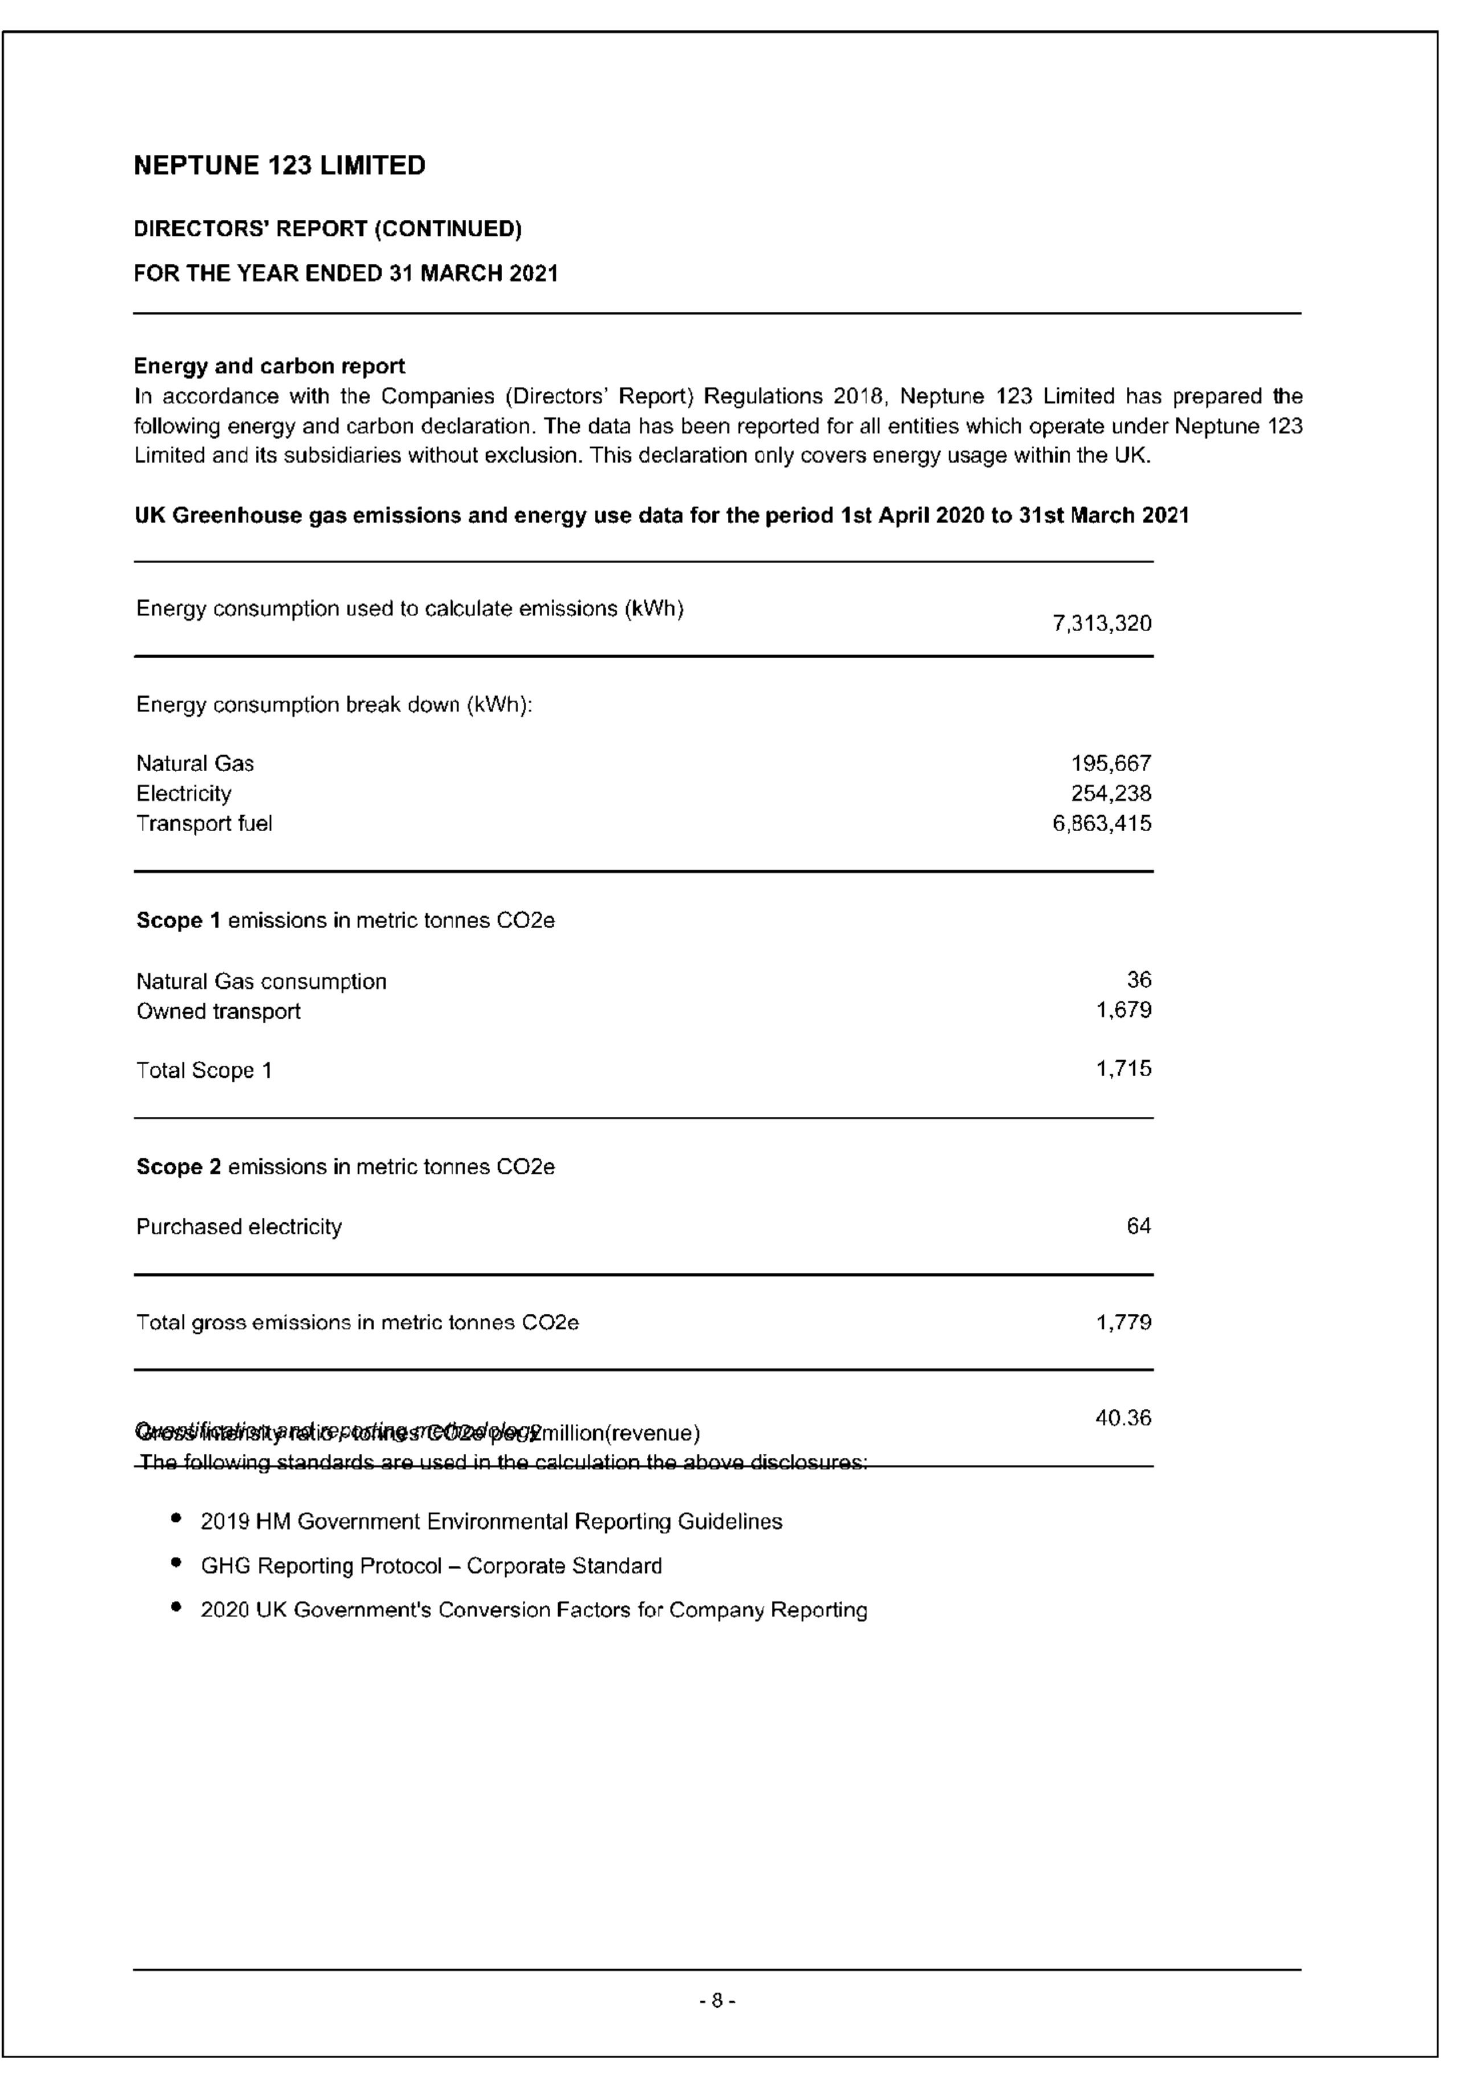 NEPTUNE 123 LIMITED
DIRECTORS' REPORT (CONTINUED)
FOR THE YEAR ENDED 31 MARCH 2021
Energy and carbon report
In accordance with the Companies (Directors' Report) Regulations 2018, Neptune 123 Limited has prepared the
following energy and carbon declaration. The data has been reported for all entities which operate under Neptune 123
Limited and its subsidiaries without exclusion. This declaration only covers energy usage within the UK.
UK Greenhouse gas emissions and energy use data for the period 1st April 2020 to 31st March 2021
Energy consumption used to calculate emissions (kWh) 7,313,320
Energy consumption break down (kWh):
Natural Gas 195,667
Electricity 254,238
Transport fuel 6,863,415
Scope 1 emissions in metric tonnes CO2e
Natural Gas consumption 36
Owned transport 1,679
Total Scope 1 1,715
Scope 2 emissions in metric tonnes CO2e
Purchased electricity 64
Total gross emissions in metric tonnes CO2e 1,779
Quantification and reporting methodology
Gross intensity ratio, tonnes CO2e per £million(revenue) 40.36
The following standards are used in the calculation the above disclosures:
• 2019 HM Government Environmental Reporting Guidelines
• GHG Reporting Protocol – Corporate Standard
• 2020 UK Government's Conversion Factors for Company Reporting
- 8 -